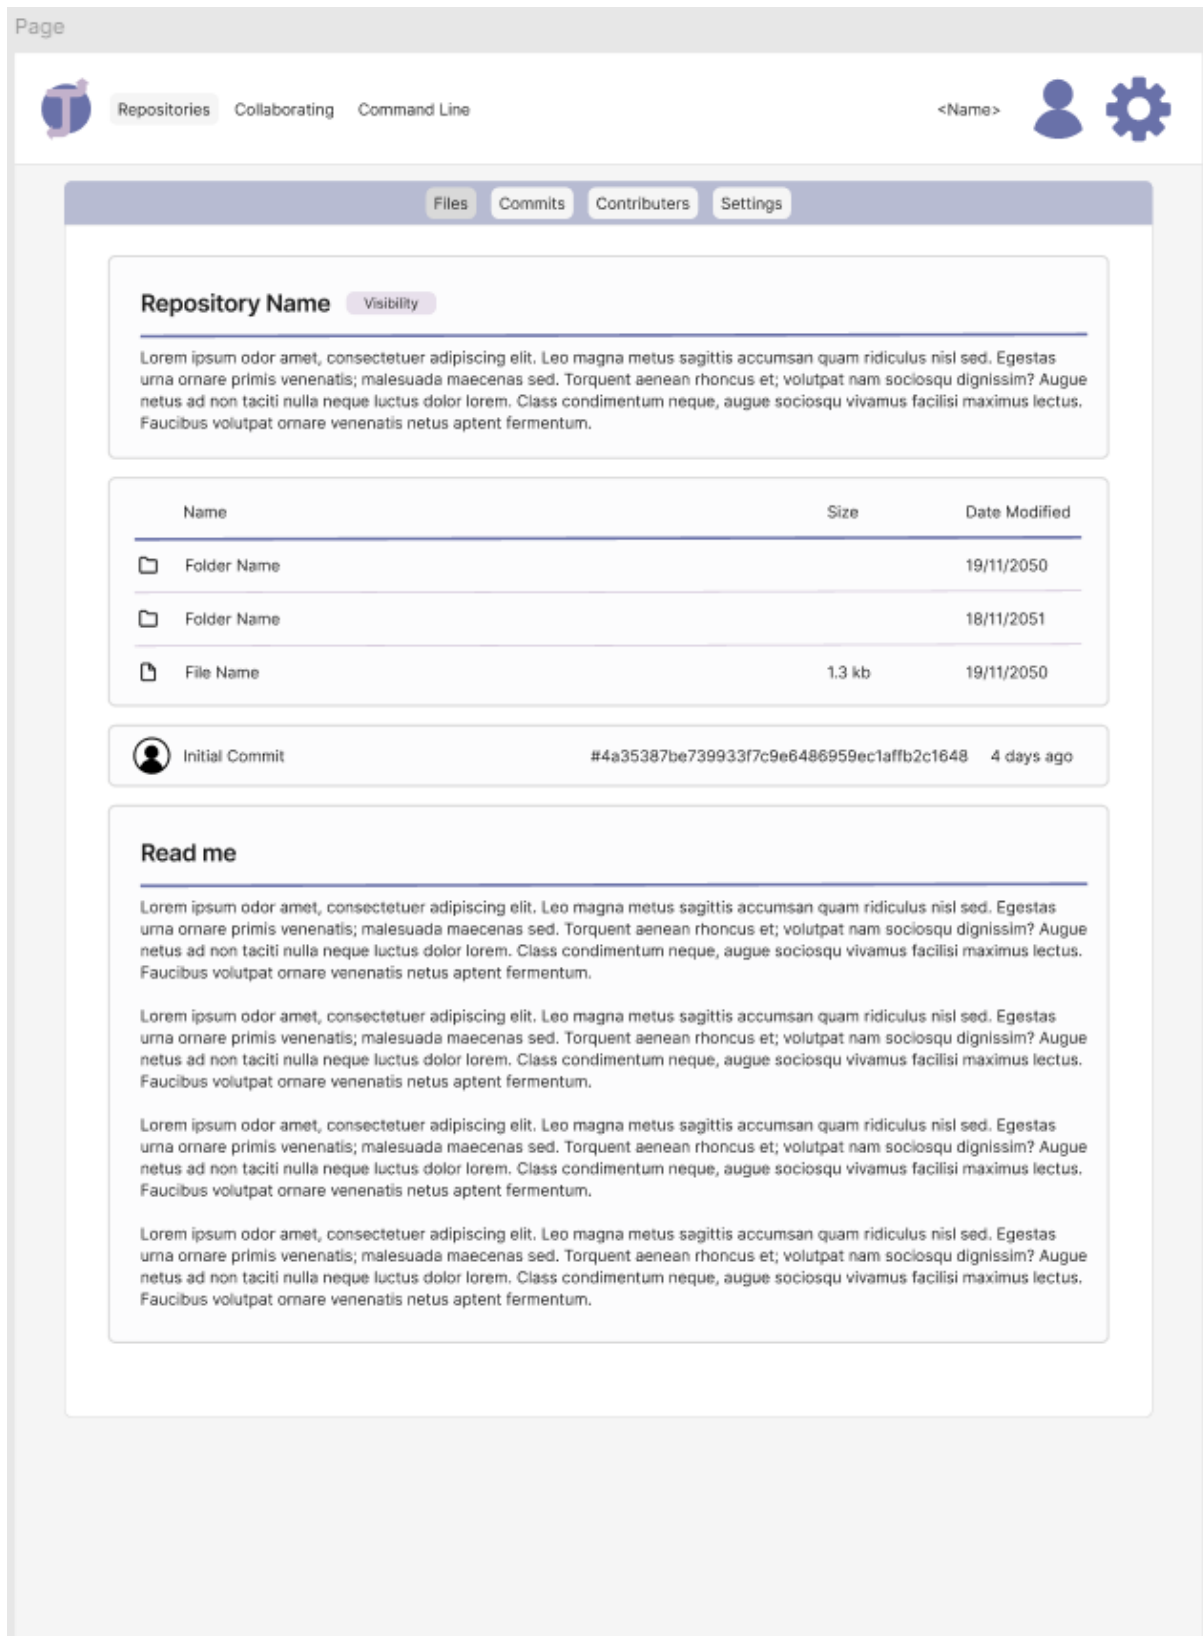 Page
Repositories Collaborating Command Line <Name>
Files Commits Contributers Settings
Repository Name Visibility
Lorem ipsum odor amet, consectetuer adipiscing elit. Leo magna metus sagittis accumsan quam ridiculus nisl sed. Egestas
urna ornare primis venenatis; malesuada maecenas sed. Torquent aenean rhoncus et; volutpat nam sociosqu dignissim? Augue
netus ad non taciti nulla neque luctus dolor lorem. Class condimentum neque, augue sociosqu vivamus facilisi maximus lectus.
Faucibus volutpat ornare venenatis netus aptent fermentum.
Name Size Date Modified
Folder Name 19/11/2050
Folder Name 18/11/2051
File Name 1.3 kb 19/11/2050
Initial Commit #4a35387be739933f7c9e6486959ec1affb2c1648 4 days ago
Read me
Lorem ipsum odor amet, consectetuer adipiscing elit. Leo magna metus sagittis accumsan quam ridiculus nisl sed. Egestas
urna ornare primis venenatis; malesuada maecenas sed. Torquent aenean rhoncus et; volutpat nam sociosqu dignissim? Augue
netus ad non taciti nulla neque luctus dolor lorem. Class condimentum neque, augue sociosqu vivamus facilisi maximus lectus.
Faucibus volutpat ornare venenatis netus aptent fermentum.
Lorem ipsum odor amet, consectetuer adipiscing elit. Leo magna metus sagittis accumsan quam ridiculus nisl sed. Egestas
urna ornare primis venenatis; malesuada maecenas sed. Torquent aenean rhoncus et; volutpat nam sociosqu dignissim? Augue
netus ad non taciti nulla neque luctus dolor lorem. Class condimentum neque, augue sociosqu vivamus facilisi maximus lectus.
Faucibus volutpat ornare venenatis netus aptent fermentum.
Lorem ipsum odor amet, consectetuer adipiscing elit. Leo magna metus sagittis accumsan quam ridiculus nisl sed. Egestas
urna ornare primis venenatis; malesuada maecenas sed. Torquent aenean rhoncus et; volutpat nam sociosqu dignissim? Augue
netus ad non taciti nulla neque luctus dolor lorem. Class condimentum neque, augue sociosqu vivamus facilisi maximus lectus.
Faucibus volutpat ornare venenatis netus aptent fermentum.
Lorem ipsum odor amet, consectetuer adipiscing elit. Leo magna metus sagittis accumsan quam ridiculus nisl sed. Egestas
urna ornare primis venenatis; malesuada maecenas sed. Torquent aenean rhoncus et; volutpat nam sociosqu dignissim? Augue
netus ad non taciti nulla neque luctus dolor lorem. Class condimentum neque, augue sociosqu vivamus facilisi maximus lectus.
Faucibus volutpat ornare venenatis netus aptent fermentum.